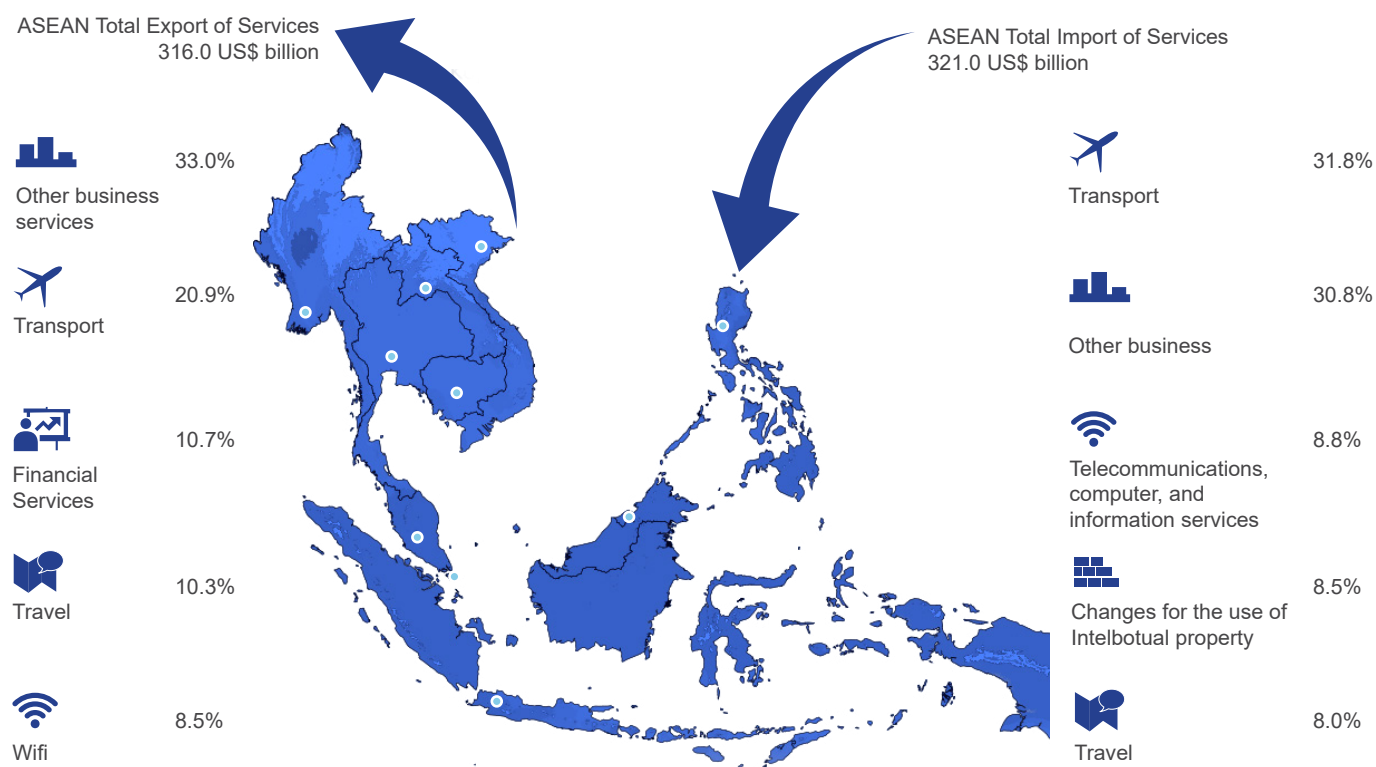 ASEAN Total Export of Services
316.0 US$ billion
33.0%
Other business
services
20.9%
Transport
10.7%
Financial
Services
10.3%
Travel
8.5%
Wifi
ASEAN Total Import of Services
321.0 US$ billion
31.8%
Transport
30.8%
Other business
8.8%
Telecommunications,
computer, and
information services
8.5%
Changes for the use of
Intelbotual property
8.0%
Travel